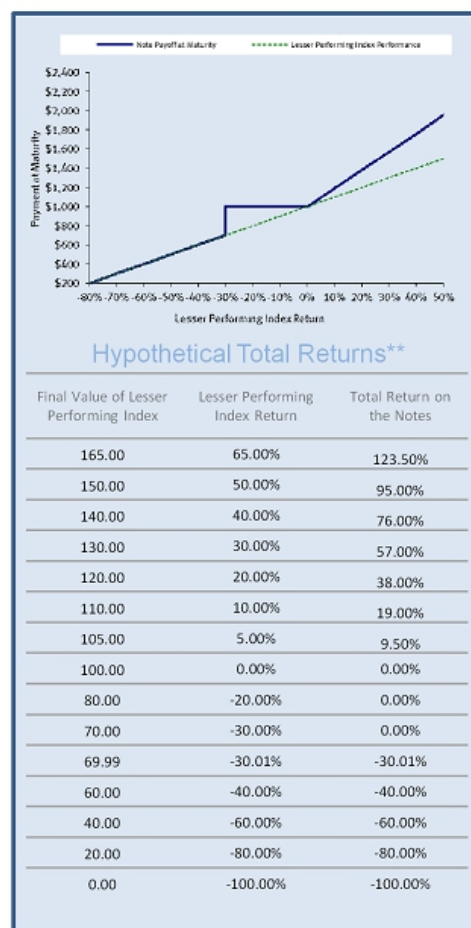 Note Payoff at Maturity Lesser Performing Index Performance
$2,400
$2,200
$2,000
$1,800
$1,600
$1,400
$1,200
$1,000
$800
$600
$400
$200
Payment at Maturity
-80% -70% -60% -50% -40% -30% -20% -10% 0% 10% 20% 30% 40% 50%
Lesser Performing Index Return
Hypothetical Total Returns**
Final Value of Lesser Performing Index Lesser Performing Index Return Total Return on the Notes
165.00 65.00% 123.50%
150.00 50.00% 95.00%
140.00 40.00% 76.00%
130.00 30.00% 57.00%
120.00 20.00% 38.00%
110.00 10.00% 19.00%
105.00 5.00% 9.50%
100.00 0.00% 0.00%
80.00 -20.00% 0.00%
70.00 -30.00% 0.00%
69.99 -30.01% -30.01%
60.00 -40.00% -40.00%
40.00 -60.00% -60.00%
20.00 -80.00% -80.00%
0.00 -100.00% -100.00%